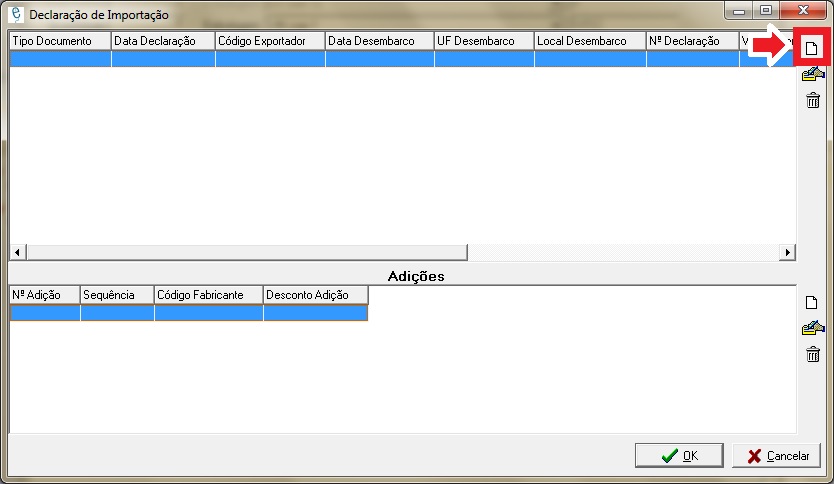 Declaração de Importação
Tipo Documento Data Declaração Código Exportador Data Desembarco UF Desembarco Local Desembarco Nº Declaração
Adições
Nº Adição Sequência Código Fabricante Desconto Adição
OK Cancelar